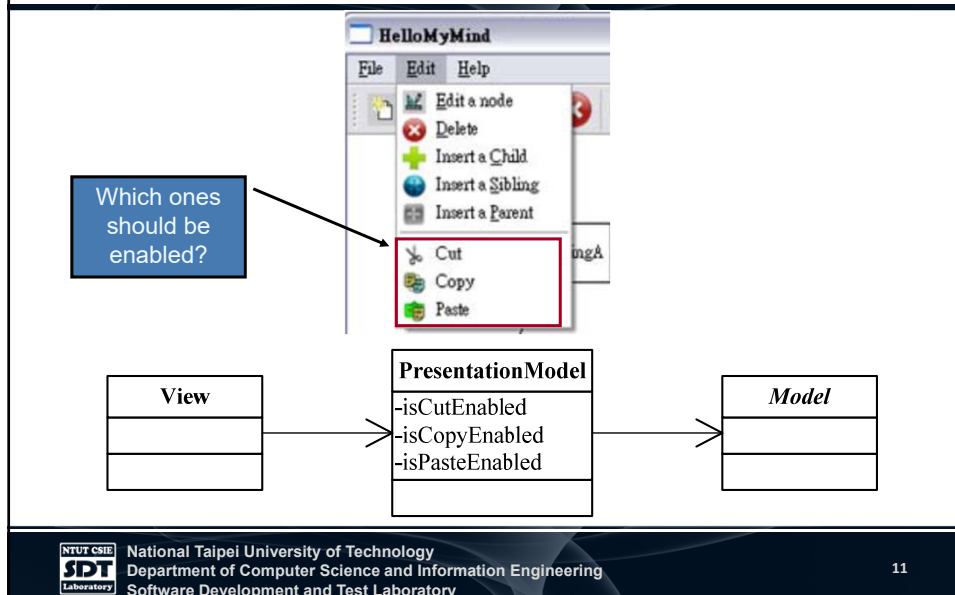 HelloMyMind
File Edit Help
Edit a node
Delete
Insert a Child
Insert a Sibling
Insert a Parent
Cut
Copy
Paste
ingA
Which ones
should be
enabled?
View
PresentationModel
-isCutEnabled
-isCopyEnabled
-isPasteEnabled
Model
NTUT CSIE
SDT
Laboratory
National Taipei University of Technology
Department of Computer Science and Information Engineering
Software Development and Test Laboratory
11